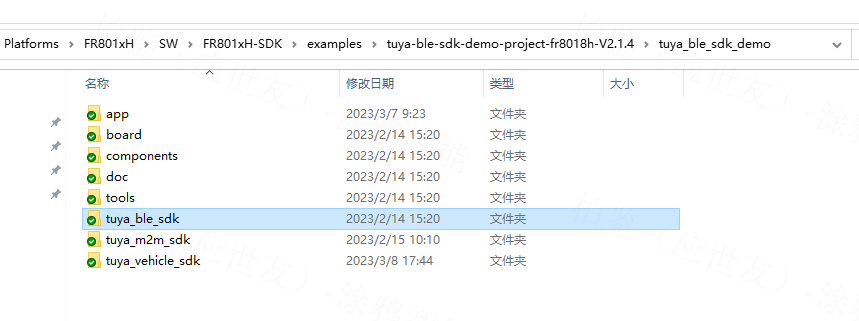 Platforms > FR801xH > SW > FR801xH-SDK > examples > tuya-ble-sdk-demo-project-fr8018h-V2.1.4 > tuya_ble_sdk_demo
名称 修改日期 类型 大小
app 2023/3/7 9:23 文件夹
board 2023/2/14 15:20 文件夹
components 2023/2/14 15:20 文件夹
doc 2023/2/14 15:20 文件夹
tools 2023/2/14 15:20 文件夹
tuya_ble_sdk 2023/2/14 15:20 文件夹
tuya_m2m_sdk 2023/2/15 10:10 文件夹
tuya_vehicle_sdk 2023/3/8 17:44 文件夹